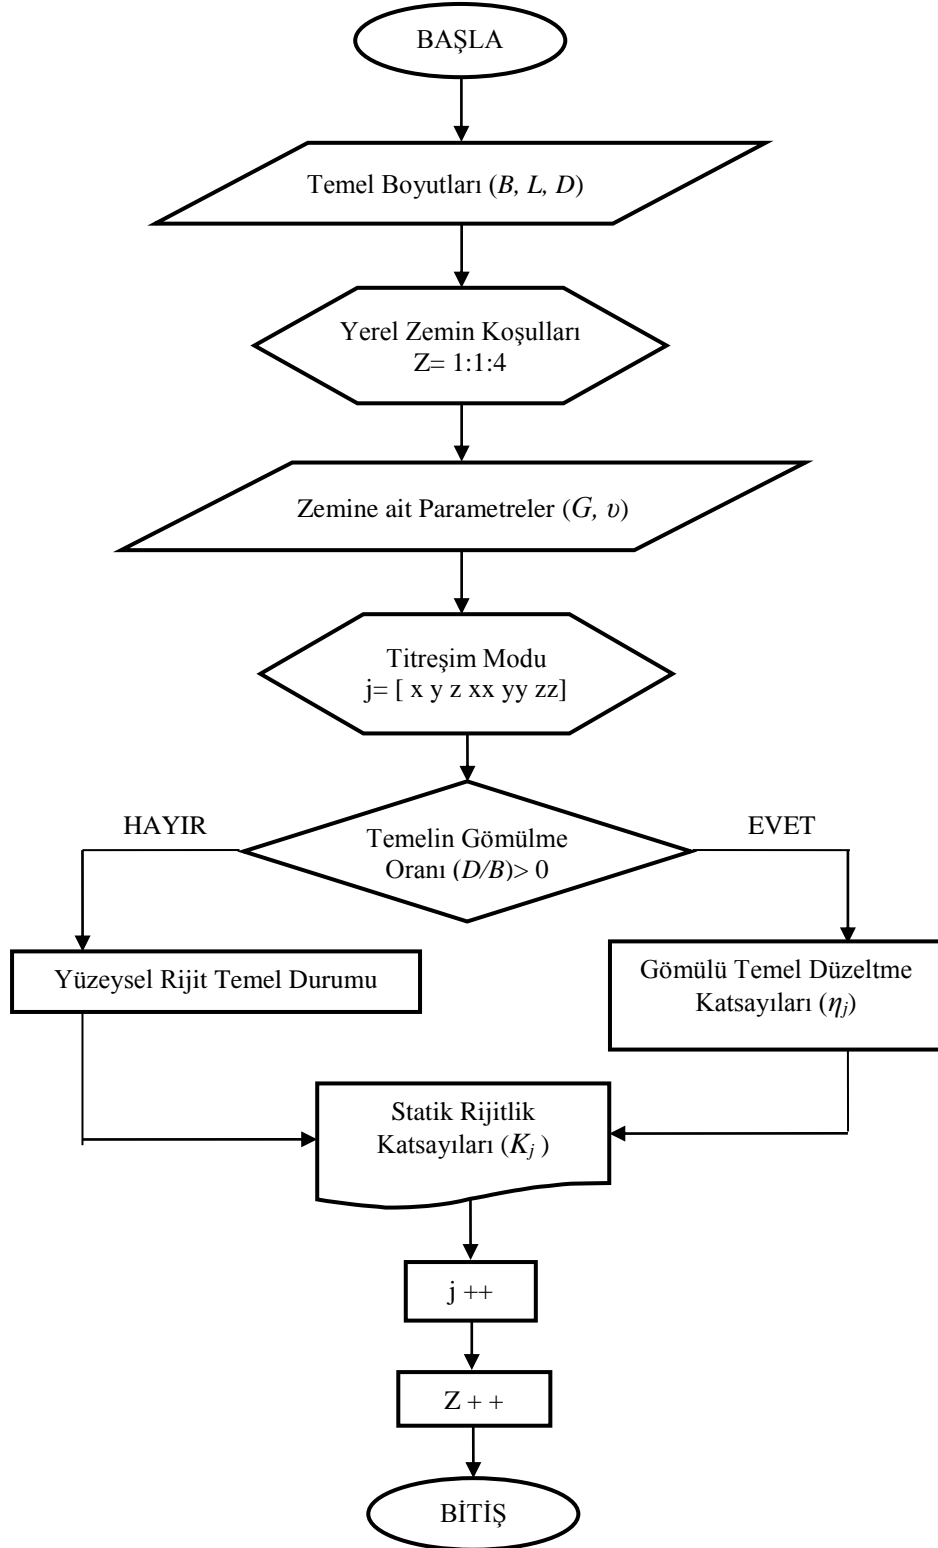 BAŞLA
Temel Boyutları (B, L, D)
Yerel Zemin Koşulları
Z= 1:1:4
Zemine ait Parametreler (G, υ)
Titreşim Modu
j= [ x y z xx yy zz]
HAYIR
EVET
Temelin Gömülme
Oranı (D/B)> 0
Yüzeysel Rijit Temel Durumu
Gömülü Temel Düzeltme
Katsayıları (ηj)
Statik Rijitlik
Katsayıları (Kj )
j ++
Z + +
BİTİŞ